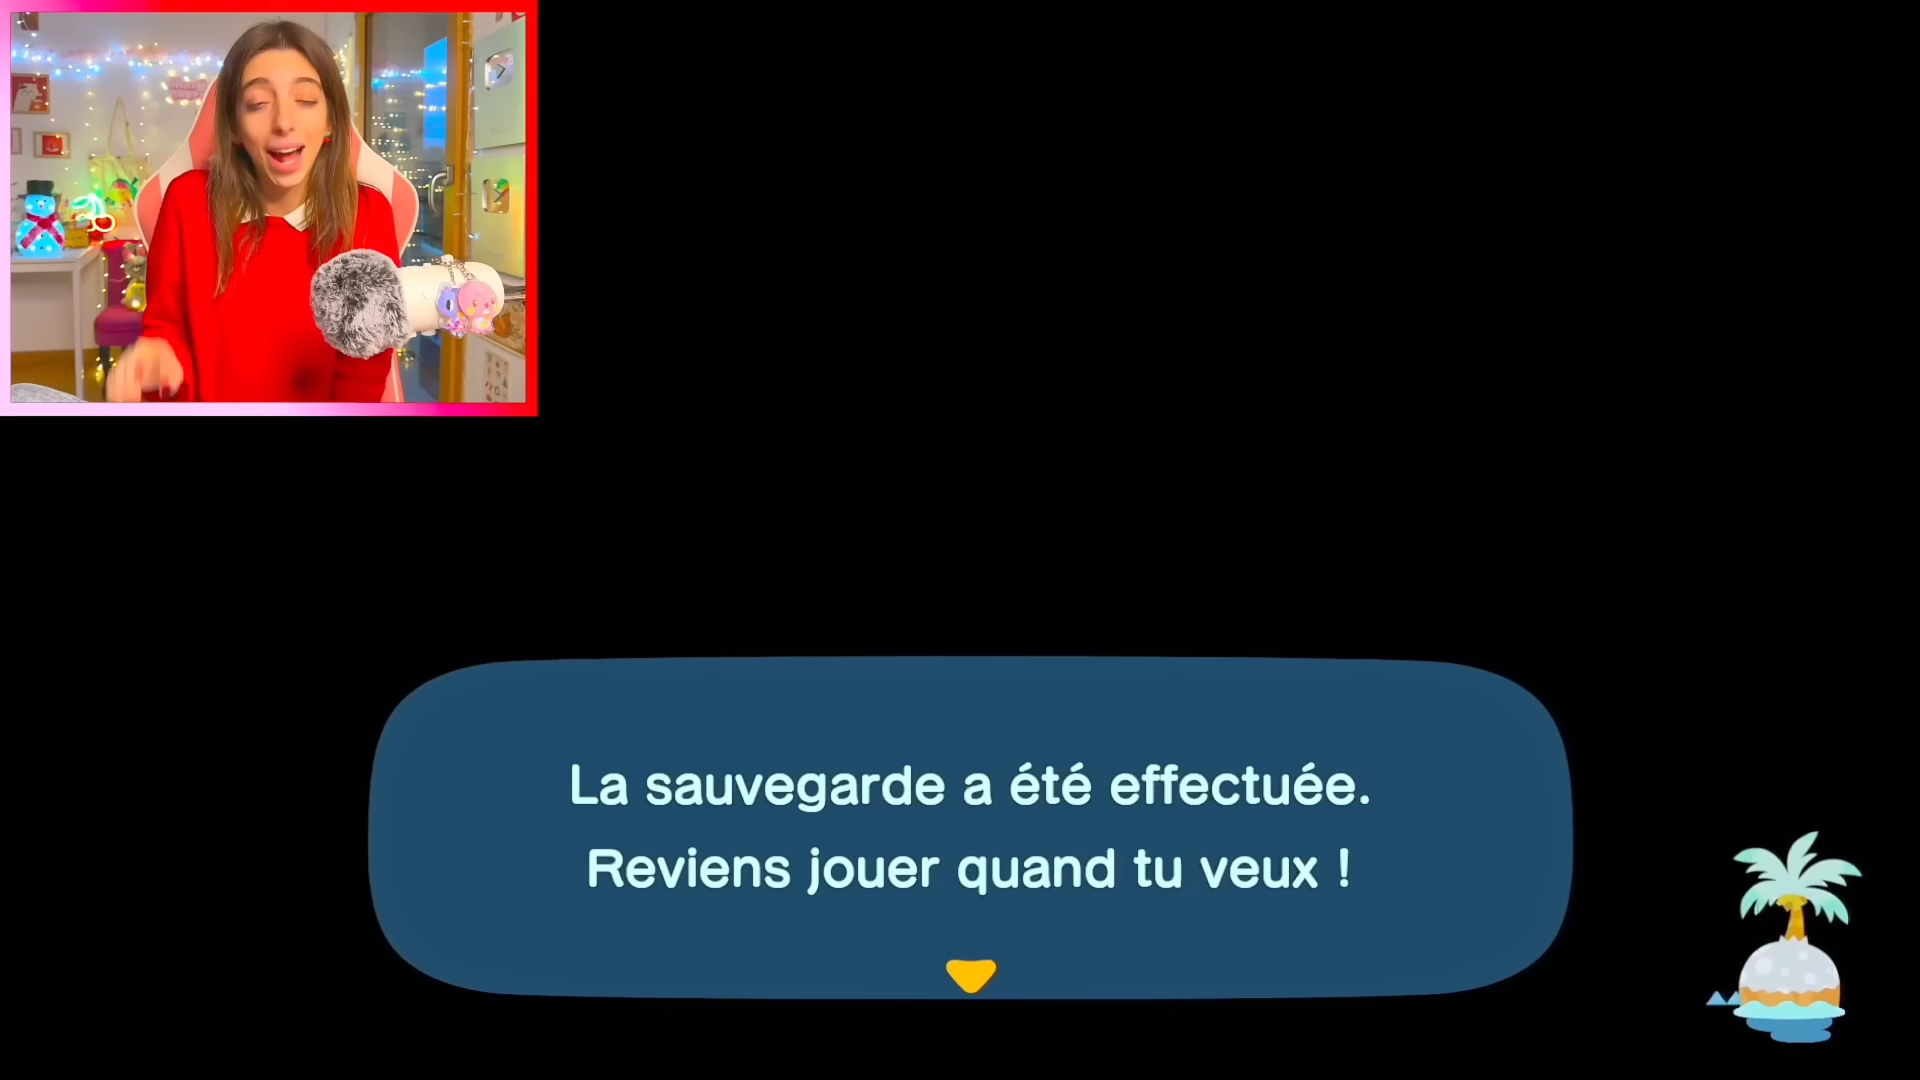 La sauvegarde a été effectuée.
Reviens jouer quand tu veux !